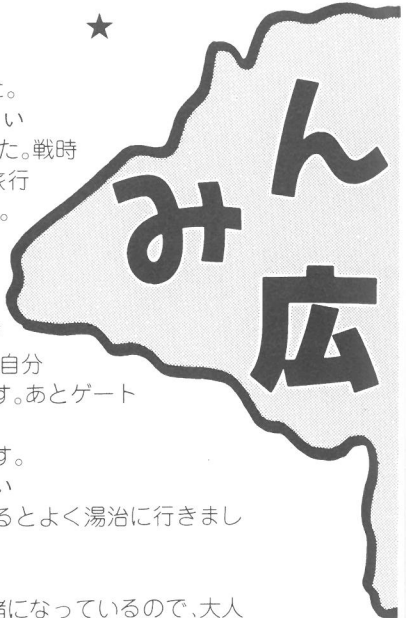 ★
。
い
た。戦時
旅行
。
自分
す。あとゲート
す。
い
るとよく湯治に行きまし
緒になっているので、大人
みん
広